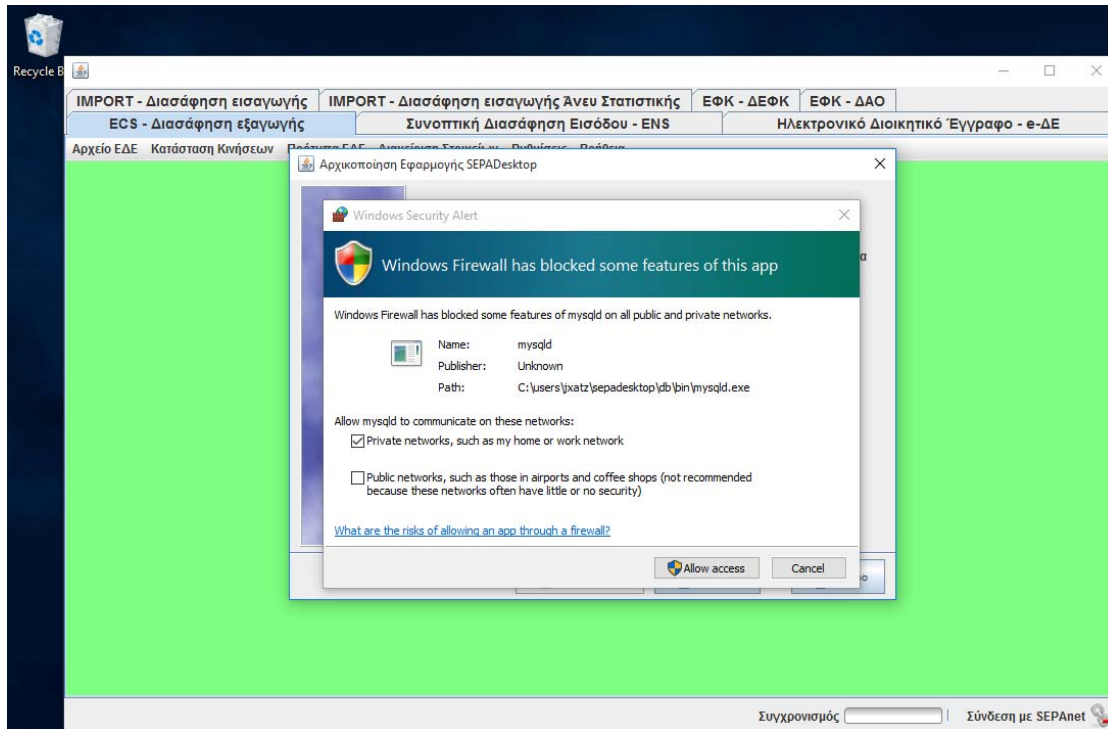 Recycle B
IMPORT - Διασάφηση εισαγωγής
IMPORT - Διασάφηση εισαγωγής Άνευ Στατιστικής
ΕΦΚ - ΔΕΦΚ
ΕΦΚ - ΔΑΟ
ECS - Διασάφηση εξαγωγής
Συνοπτική Διασάφηση Εισόδου - ENS
Ηλεκτρονικό Διοικητικό Έγγραφο - e-ΔΕ
Αρχείο ΕΔΕ Κατάσταση Κινήσεων
Αρχικοποίηση Εφαρμογής SEPADesktop
Windows Security Alert
Windows Firewall has blocked some features of this app
Windows Firewall has blocked some features of mysqld on all public and private networks.
Name: mysqld
Publisher: Unknown
Path: C:\users\jxatz\sepadesktop\db\bin\mysqld.exe
Allow mysqld to communicate on these networks:
Private networks, such as my home or work network
Public networks, such as those in airports and coffee shops (not recommended
because these networks often have little or no security)
What are the risks of allowing an app through a firewall?
Allow access
Cancel
Συγχρονισμός
Σύνδεση με SEPAnet